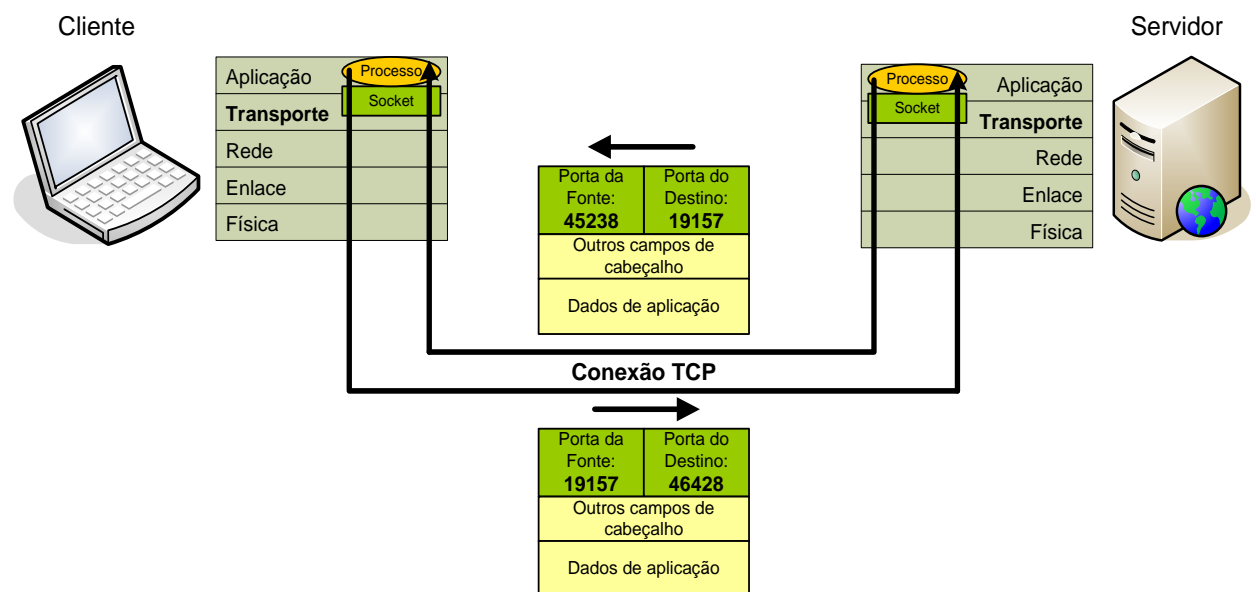 Cliente
Servidor
Aplicação
Processo
Transporte
Socket
Rede
Enlace
Física
Processo
Aplicação
Socket
Transporte
Rede
Enlace
Física
Porta da
Fonte:
45238
Porta do
Destino:
19157
Outros campos de
cabeçalho
Dados de aplicação
Conexão TCP
Porta da
Fonte:
19157
Porta do
Destino:
46428
Outros campos de
cabeçalho
Dados de aplicação